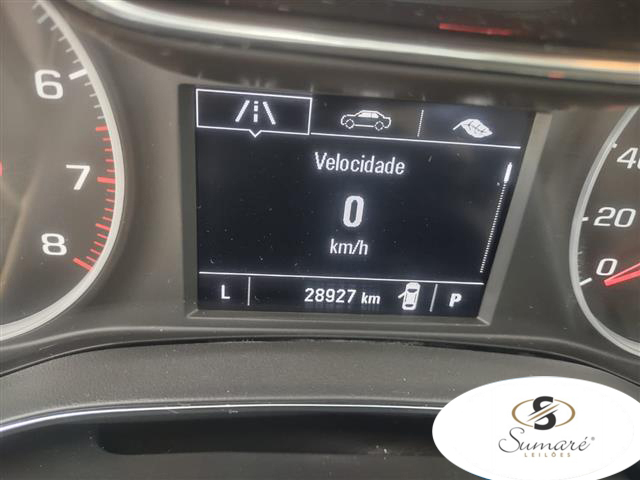 6
7
8
Velocidade
0
km/h
L 28927 km P
40
20
0
S
Sumaré®
LEILÕES